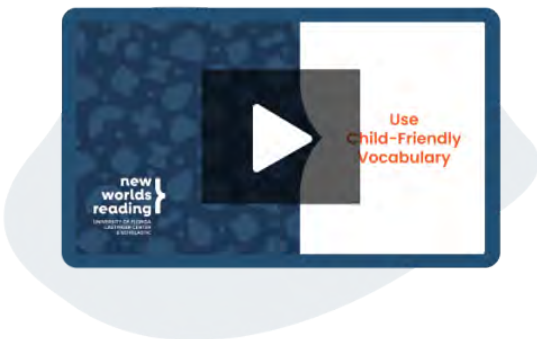 new
worlds
reading
UNIVERSITY OF FLORIDA
LASTINGER CENTER
& SCHOLASTIC
Use
Child-Friendly
Vocabulary